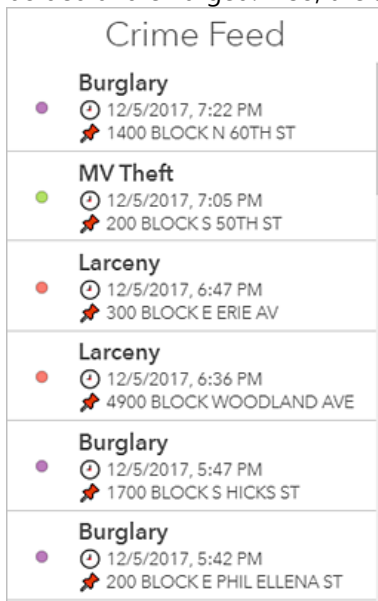 Crime Feed
Burglary
12/5/2017, 7:22 PM
1400 BLOCK N 60TH ST
MV Theft
12/5/2017, 7:05 PM
200 BLOCK S 50TH ST
Larceny
12/5/2017, 6:47 PM
300 BLOCK E ERIE AV
Larceny
12/5/2017, 6:36 PM
4900 BLOCK WOODLAND AVE
Burglary
12/5/2017, 5:47 PM
1700 BLOCK S HICKS ST
Burglary
12/5/2017, 5:42 PM
200 BLOCK E PHIL ELLENA ST